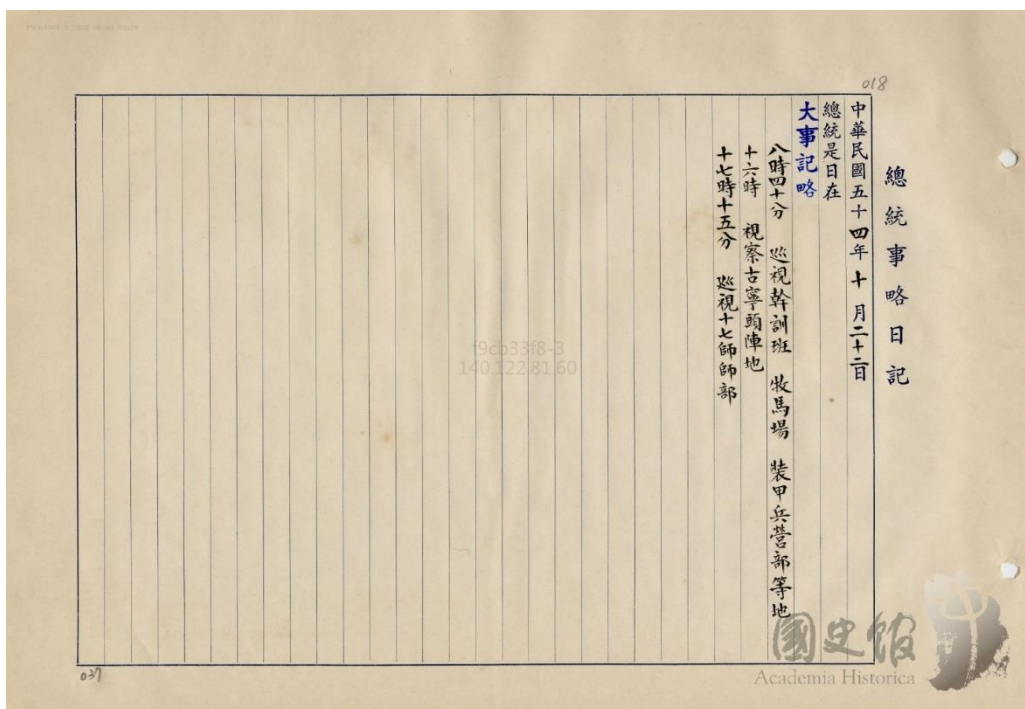 總統事略日記
中華民國五十四年十月二十二日
總統是日在
大事記略
八時四十分　巡視幹訓班　牧馬場　裝甲兵營部等地
十六時　視察古寧頭陣地
十七時十五分　巡視十七師師部
018
037
f9cb33f8-3
140.122.81.60
國史館
Academia Historica